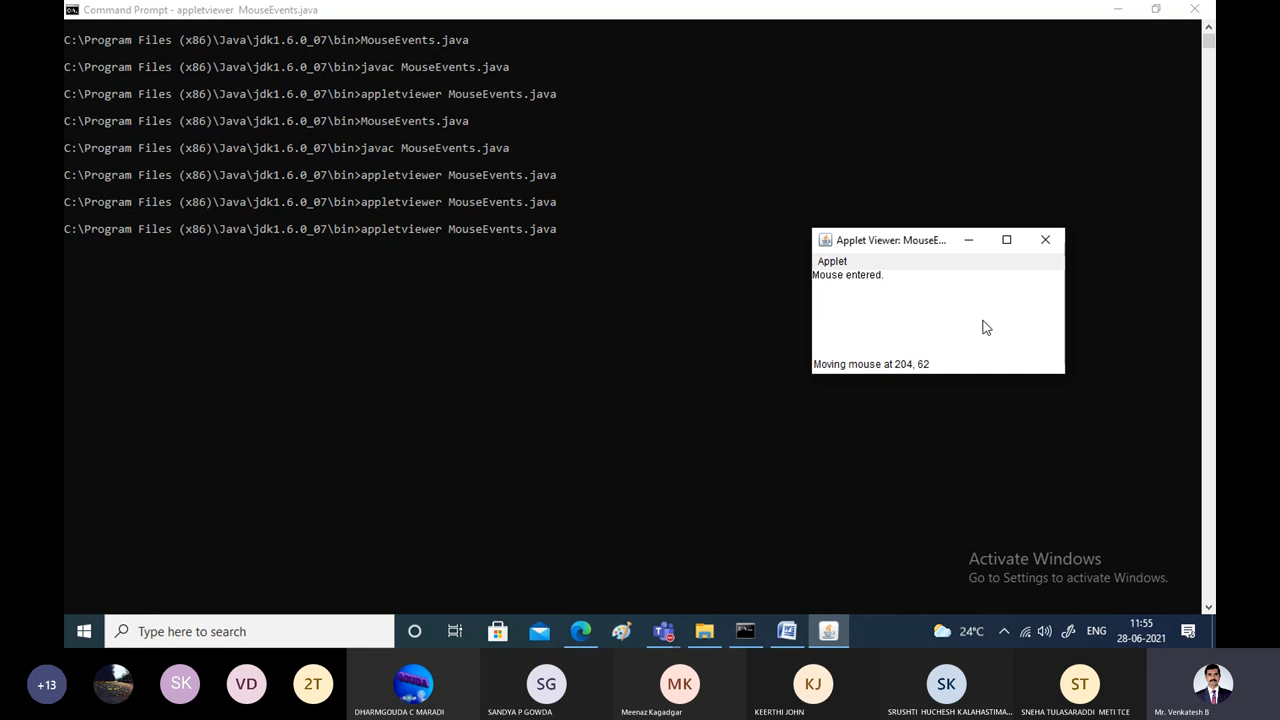 Command Prompt - appletviewer MouseEvents.java
C:\Program Files (x86)\Java\jdk1.6.0_07\bin>MouseEvents.java
C:\Program Files (x86)\Java\jdk1.6.0_07\bin>javac MouseEvents.java
C:\Program Files (x86)\Java\jdk1.6.0_07\bin>appletviewer MouseEvents.java
C:\Program Files (x86)\Java\jdk1.6.0_07\bin>MouseEvents.java
C:\Program Files (x86)\Java\jdk1.6.0_07\bin>javac MouseEvents.java
C:\Program Files (x86)\Java\jdk1.6.0_07\bin>appletviewer MouseEvents.java
C:\Program Files (x86)\Java\jdk1.6.0_07\bin>appletviewer MouseEvents.java
C:\Program Files (x86)\Java\jdk1.6.0_07\bin>appletviewer MouseEvents.java
Applet Viewer: MouseE...
Applet
Mouse entered.
Moving mouse at 204, 62
Activate Windows
Go to Settings to activate Windows.
Type here to search
24°C
ENG
11:55
28-06-2021
+13
SK
VD
2T
SG
MK
KJ
SK
ST
DHARMGOUDA C MARADI
SANDYA P GOWDA
Meenaz Kagadgar
KEERTHI JOHN
SRUSHTI HUCHESH KALAHASTIMA...
SNEHA TULASARADDI METI TCE
Mr. Venkatesh B